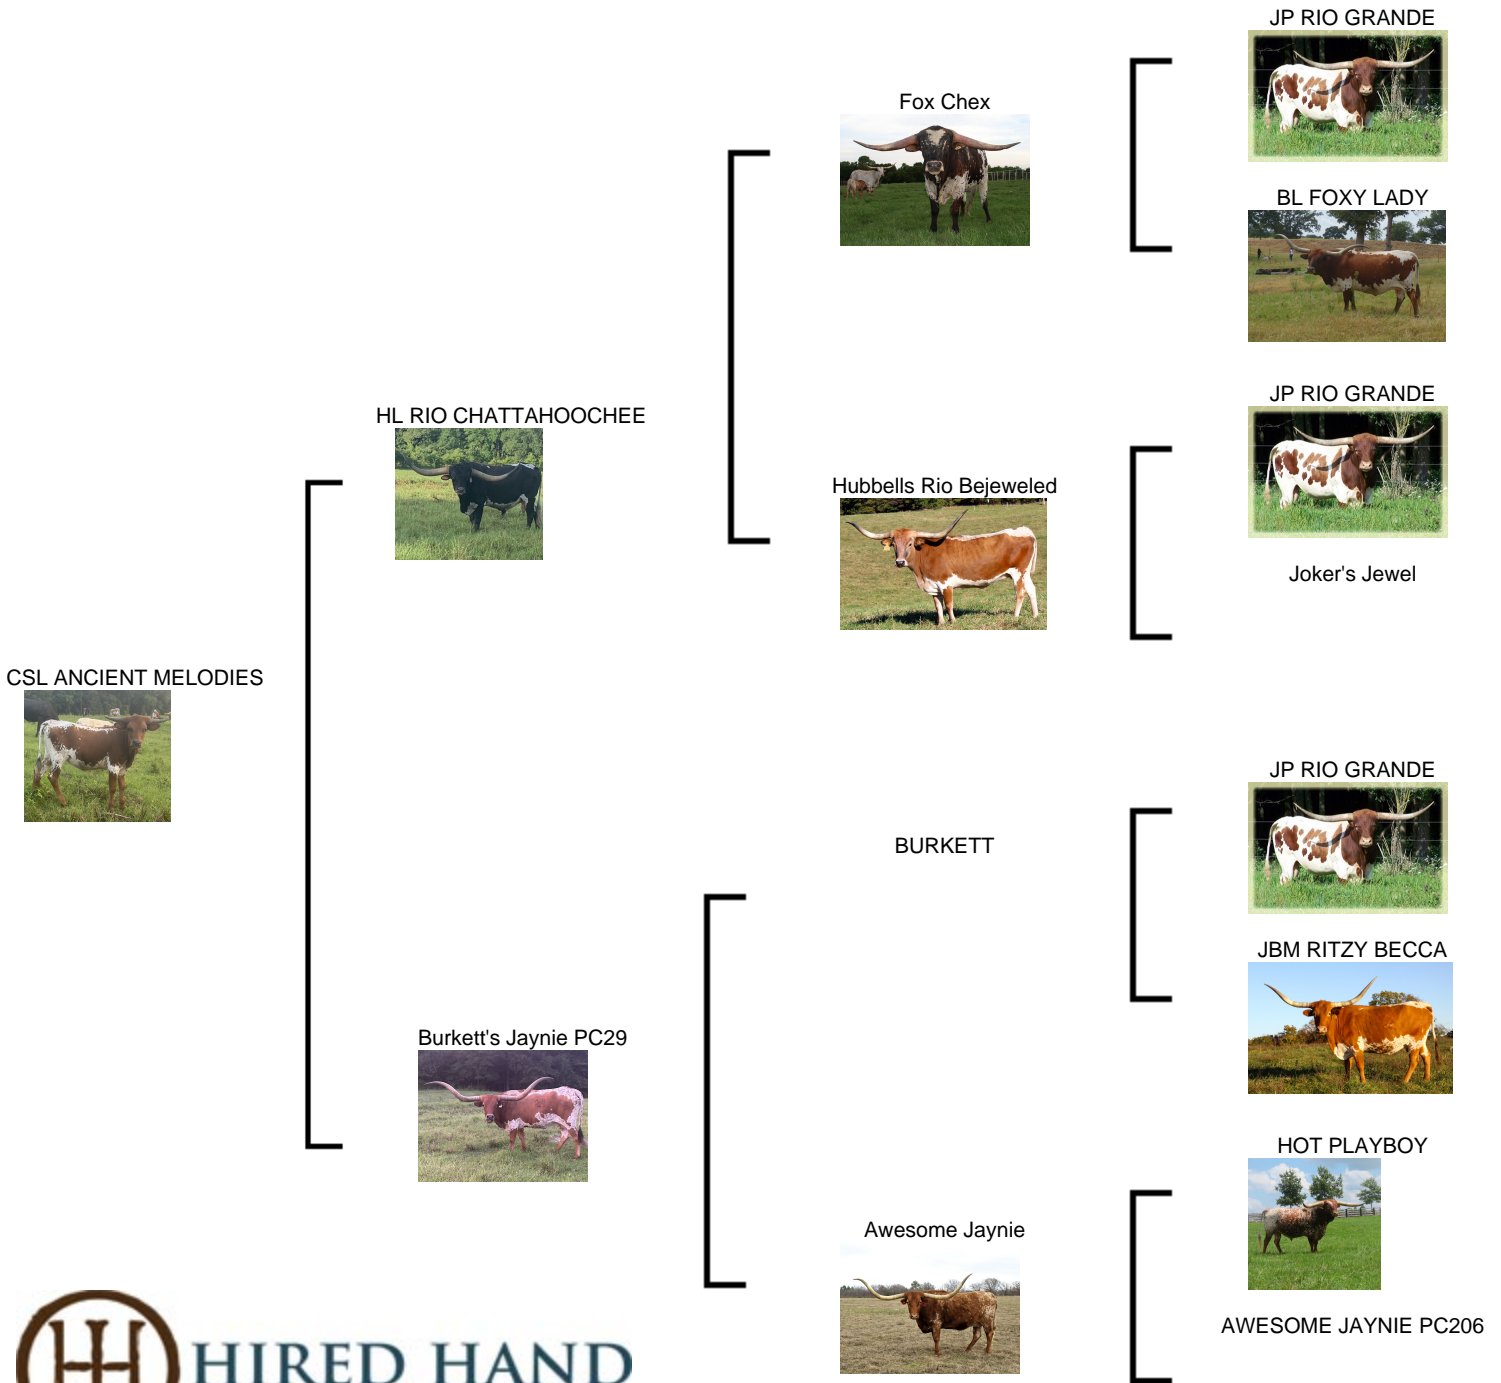 JP RIO GRANDE
Fox Chex
BL FOXY LADY
HL RIO CHATTAHOOCHEE
JP RIO GRANDE
Hubbells Rio Bejeweled
Joker's Jewel
CSL ANCIENT MELODIES
JP RIO GRANDE
BURKETT
JBM RITZY BECCA
Burkett's Jaynie PC29
HOT PLAYBOY
Awesome Jaynie
AWESOME JAYNIE PC206
HIRED HAND